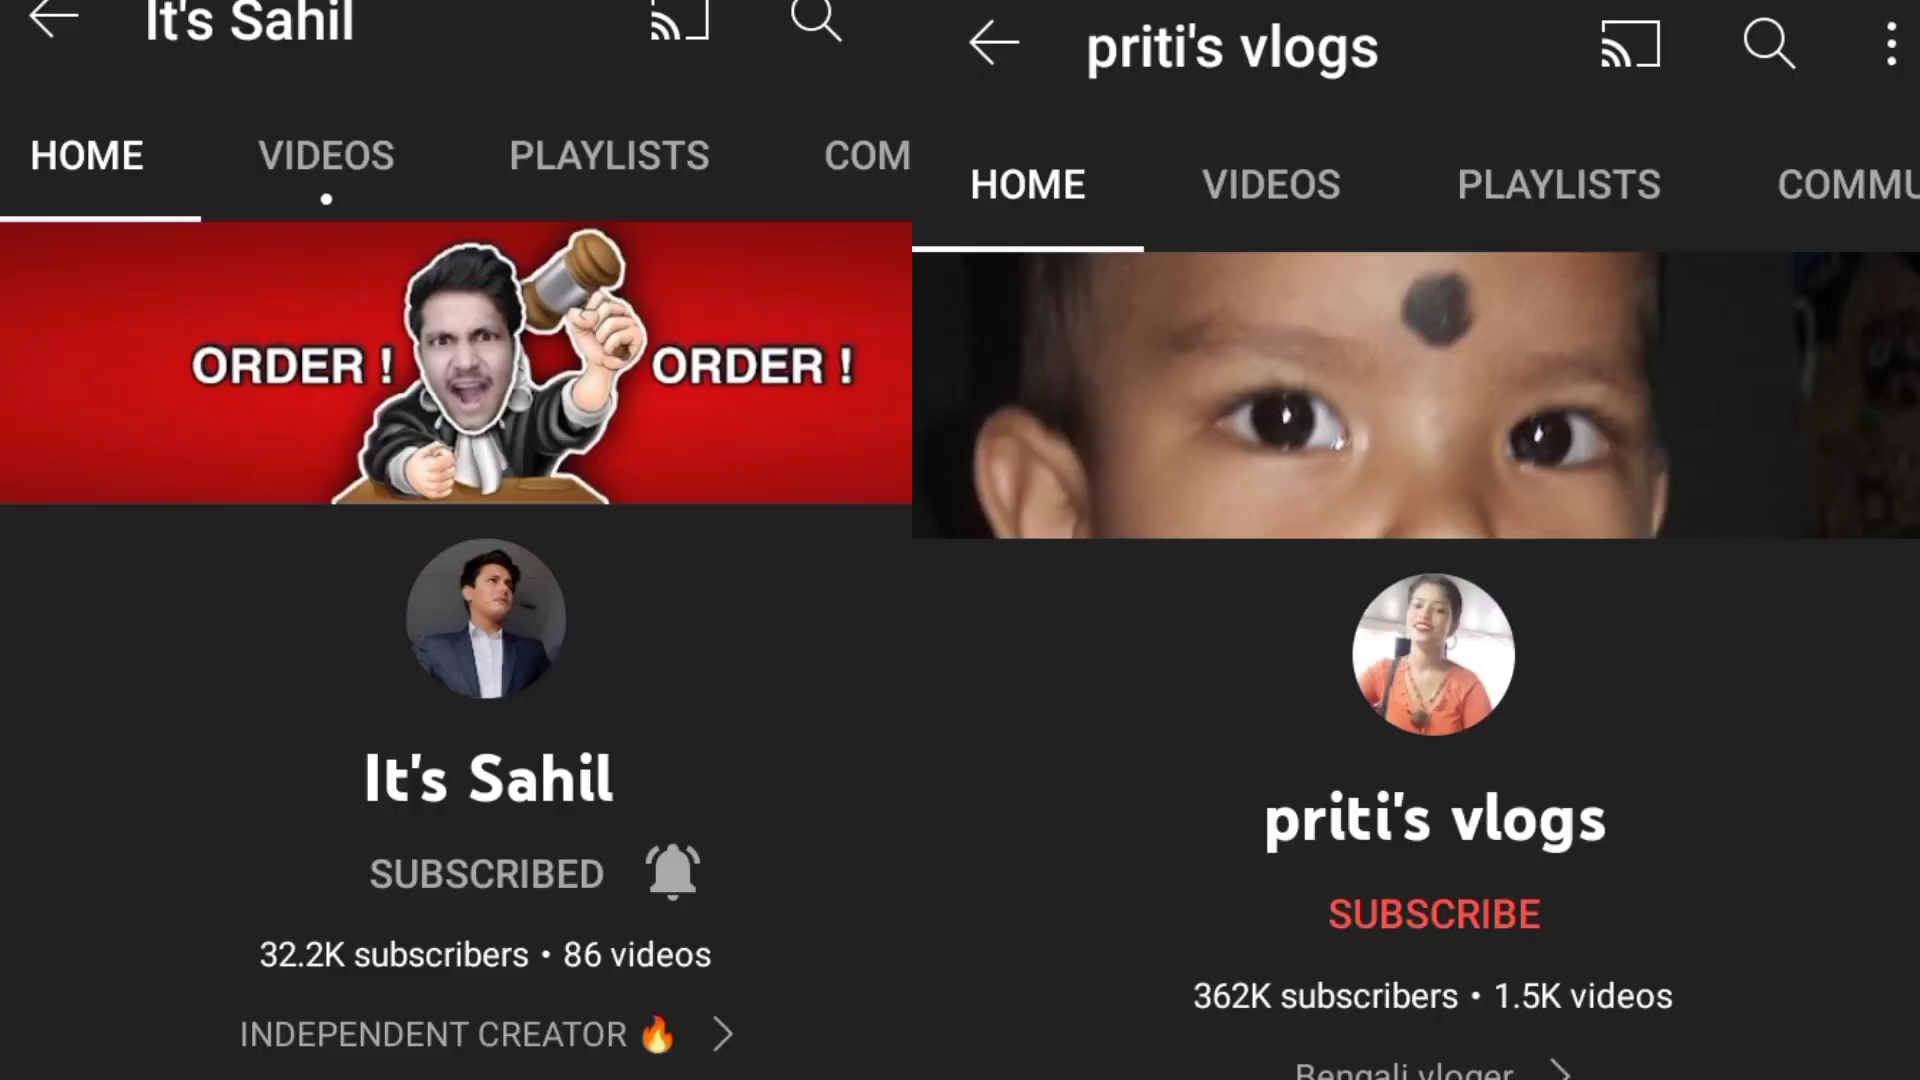 It's Sahil
HOME VIDEOS PLAYLISTS COM
ORDER ! ORDER !
It's Sahil
SUBSCRIBED
32.2K subscribers • 86 videos
INDEPENDENT CREATOR 🔥
priti's vlogs
HOME VIDEOS PLAYLISTS COMMU
priti's vlogs
SUBSCRIBE
362K subscribers • 1.5K videos
Bengali vloger